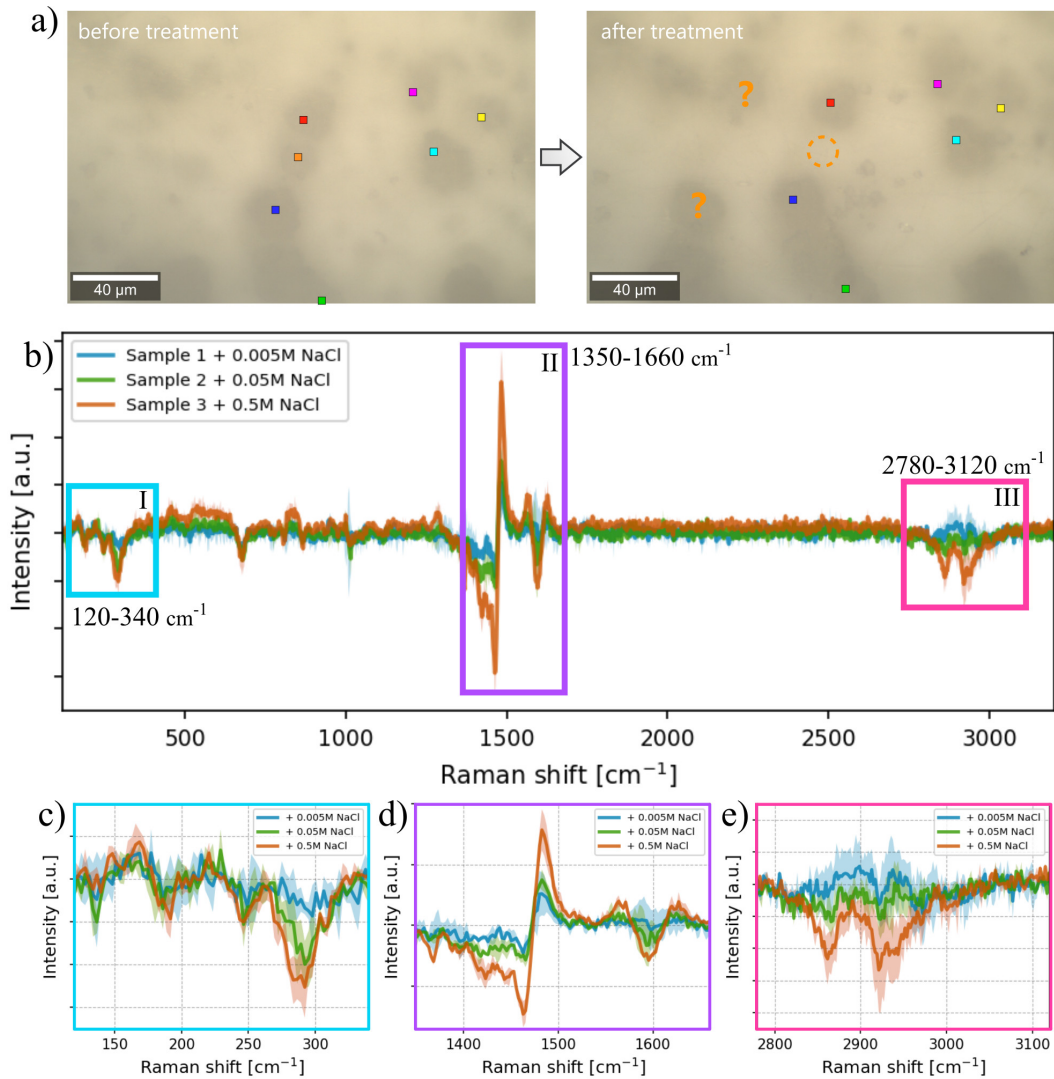 a)
before treatment
after treatment
?
?
40 µm
40 µm
b)
Sample 1 + 0.005M NaCl
Sample 2 + 0.05M NaCl
Sample 3 + 0.5M NaCl
I
II
III
1350-1660 cm⁻¹
2780-3120 cm⁻¹
120-340 cm⁻¹
Intensity [a.u.]
500
1000
1500
2000
2500
3000
Raman shift [cm⁻¹]
c)
+ 0.005M NaCl
+ 0.05M NaCl
+ 0.5M NaCl
Intensity [a.u.]
150
200
250
300
Raman shift [cm⁻¹]
d)
+ 0.005M NaCl
+ 0.05M NaCl
+ 0.5M NaCl
Intensity [a.u.]
1400
1500
1600
Raman shift [cm⁻¹]
e)
+ 0.005M NaCl
+ 0.05M NaCl
+ 0.5M NaCl
Intensity [a.u.]
2800
2900
3000
3100
Raman shift [cm⁻¹]